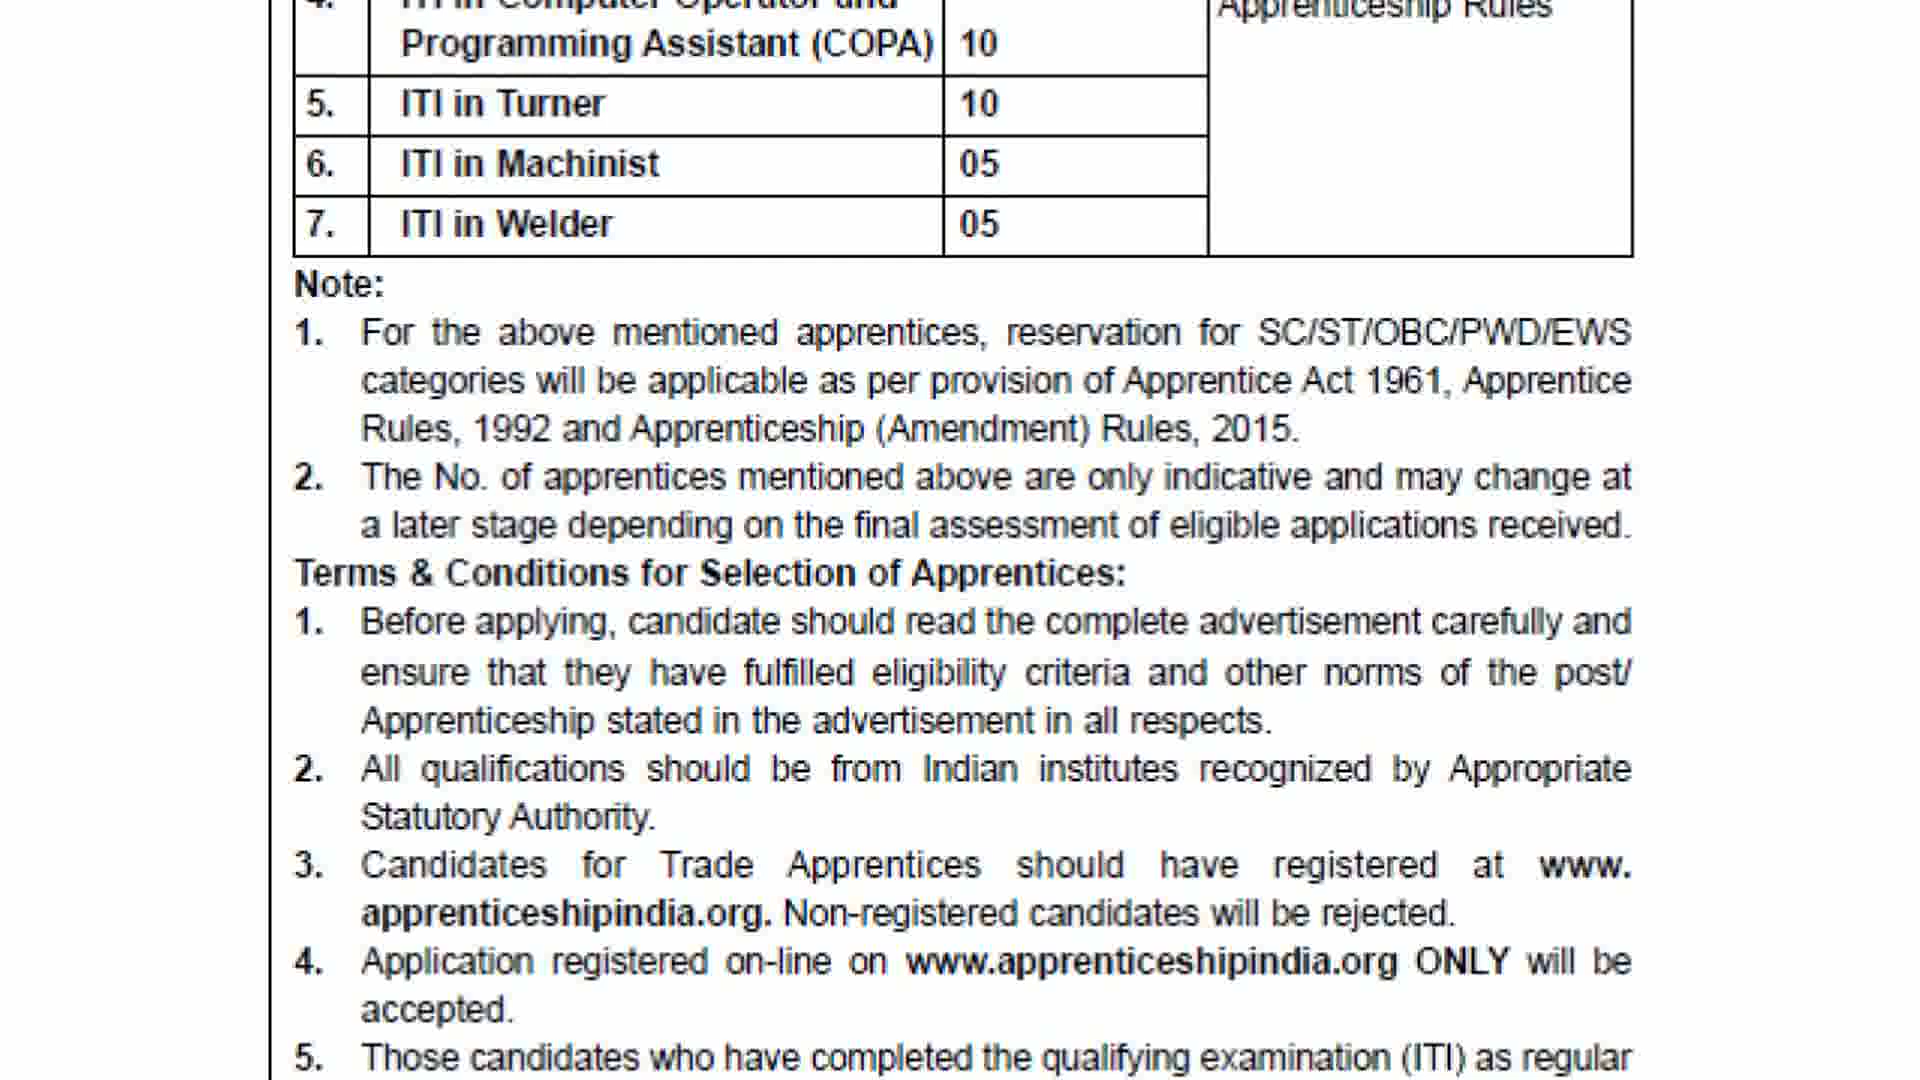 4. ITI in Computer Operator and
Programming Assistant (COPA) 10
Apprenticeship Rules
5. ITI in Turner 10
6. ITI in Machinist 05
7. ITI in Welder 05
Note:
1. For the above mentioned apprentices, reservation for SC/ST/OBC/PWD/EWS
categories will be applicable as per provision of Apprentice Act 1961, Apprentice
Rules, 1992 and Apprenticeship (Amendment) Rules, 2015.
2. The No. of apprentices mentioned above are only indicative and may change at
a later stage depending on the final assessment of eligible applications received.
Terms & Conditions for Selection of Apprentices:
1. Before applying, candidate should read the complete advertisement carefully and
ensure that they have fulfilled eligibility criteria and other norms of the post/
Apprenticeship stated in the advertisement in all respects.
2. All qualifications should be from Indian institutes recognized by Appropriate
Statutory Authority.
3. Candidates for Trade Apprentices should have registered at www.
apprenticeshipindia.org. Non-registered candidates will be rejected.
4. Application registered on-line on www.apprenticeshipindia.org ONLY will be
accepted.
5. Those candidates who have completed the qualifying examination (ITI) as regular